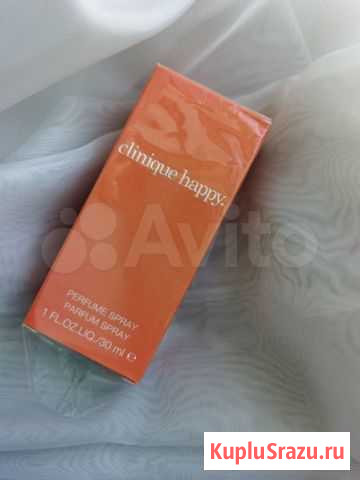 clinique happy.
PERFUME SPRAY
PARFUM SPRAY
1 FL.OZ.LIQ./30 ml ℮
Avito
KupluSrazu.ru